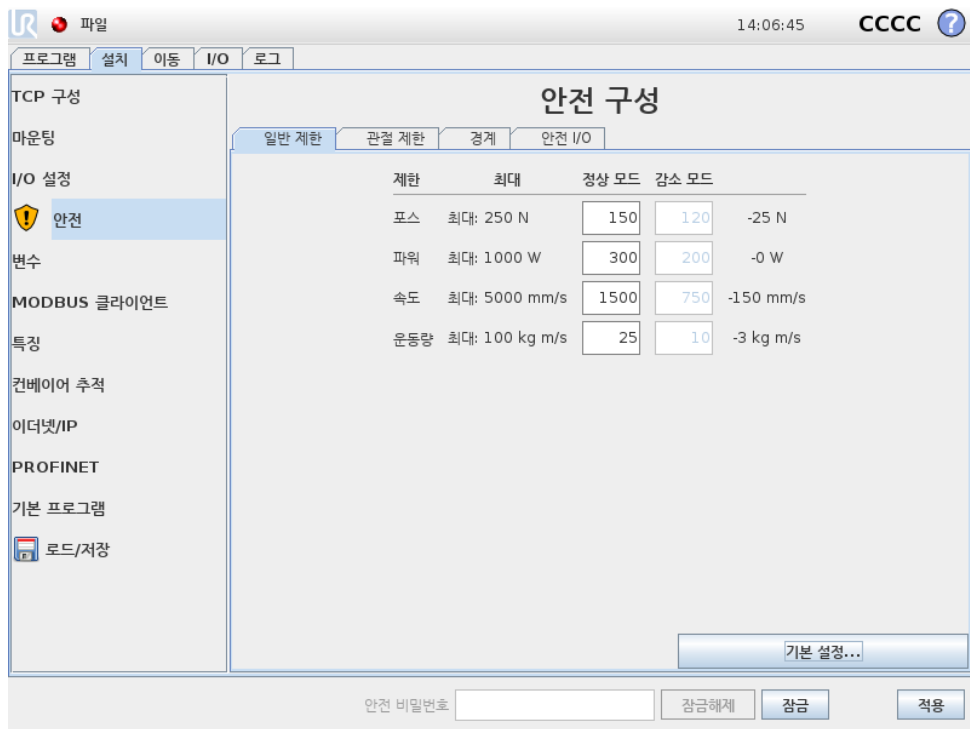 UR 파일 14:06:45 CCCC ?
프로그램 설치 이동 I/O 로그
TCP 구성
마운팅
I/O 설정
안전
변수
MODBUS 클라이언트
특징
컨베이어 추적
이더넷/IP
PROFINET
기본 프로그램
로드/저장
안전 구성
일반 제한 관절 제한 경계 안전 I/O
제한 최대 정상 모드 감소 모드
포스 최대: 250 N 150 120 -25 N
파워 최대: 1000 W 300 200 -0 W
속도 최대: 5000 mm/s 1500 750 -150 mm/s
운동량 최대: 100 kg m/s 25 10 -3 kg m/s
기본 설정...
안전 비밀번호 잠금해제 잠금 적용